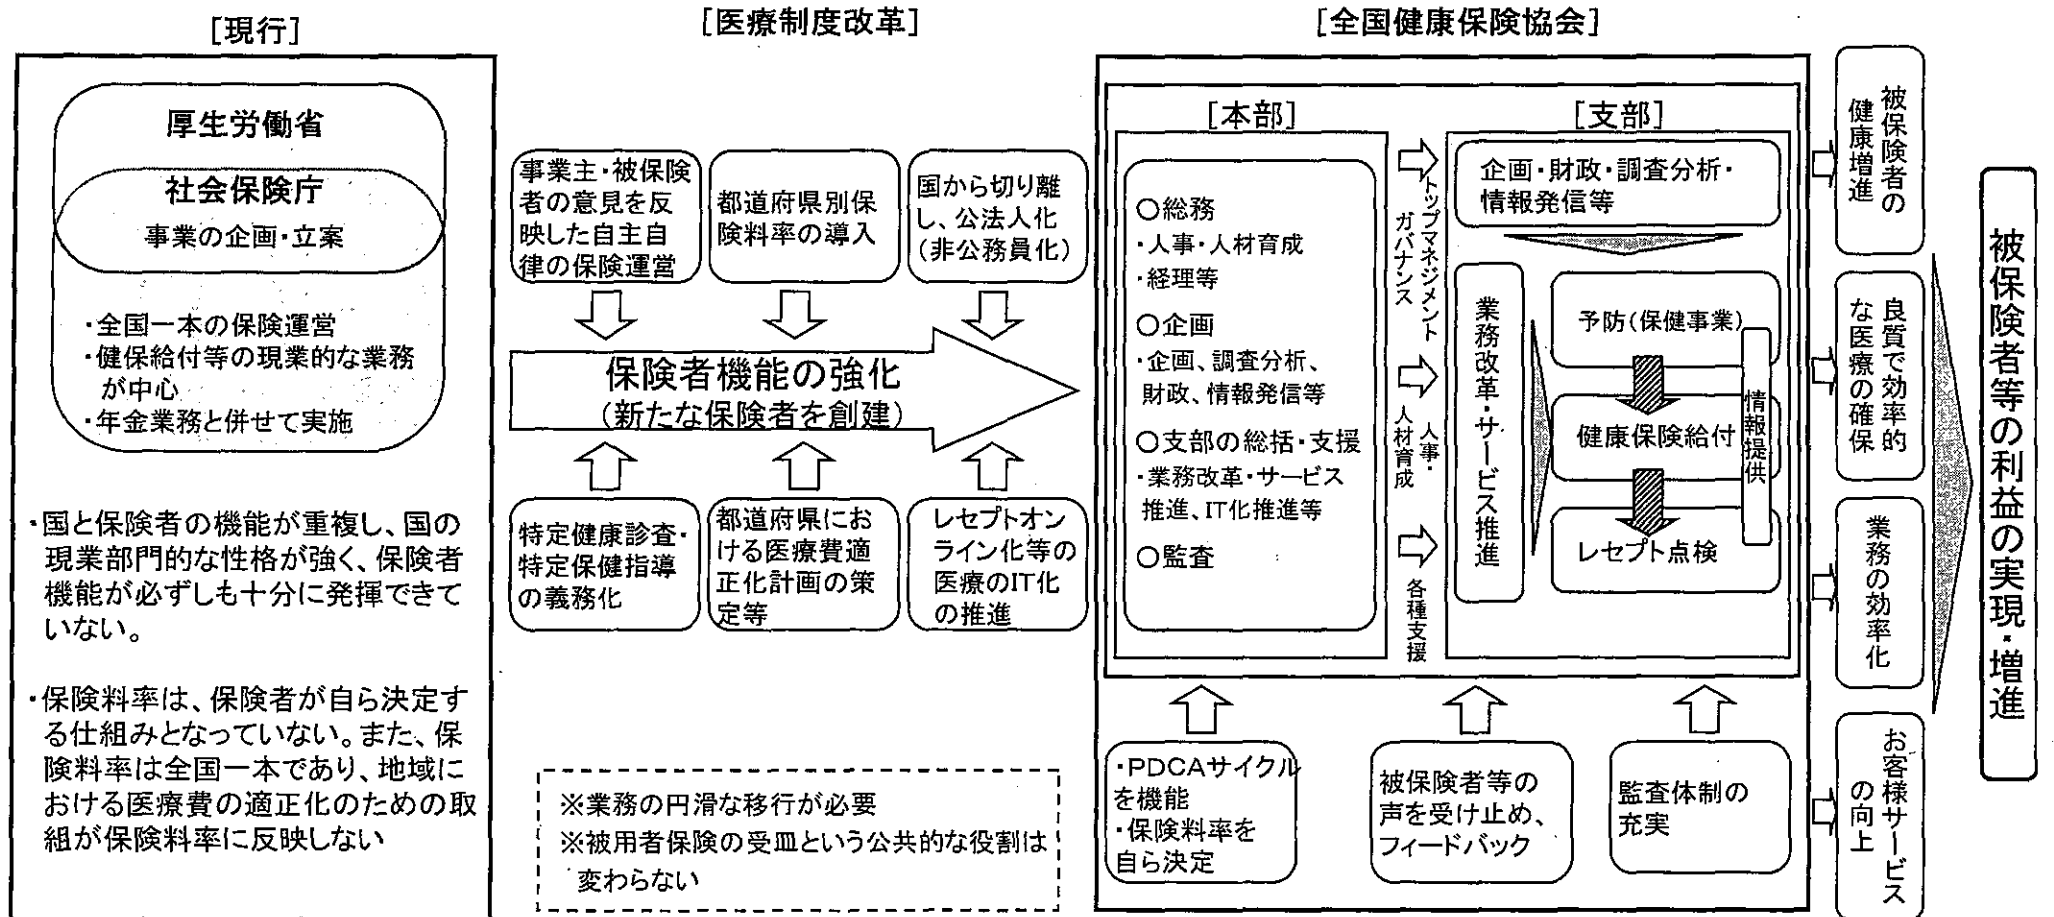 [現行]
厚生労働省
社会保険庁
事業の企画・立案
・全国一本の保険運営
・健保給付等の現業的な業務
が中心
・年金業務と併せて実施
・国と保険者の機能が重複し、国の
現業部門的な性格が強く、保険者
機能が必ずしも十分に発揮できて
いない。
・保険料率は、保険者が自ら決定す
る仕組みとなっていない。また、保
険料率は全国一本であり、地域に
おける医療費の適正化のための取
組が保険料率に反映しない
[医療制度改革]
事業主・被保険
者の意見を反
映した自主自
律の保険運営
都道府県別保
険料率の導入
国から切り離
し、公法人化
(非公務員化)
保険者機能の強化
(新たな保険者を創建)
特定健康診査・
特定保健指導
の義務化
都道府県にお
ける医療費適
正化計画の策
定等
レセプトオン
ライン化等の
医療のIT化
の推進
※業務の円滑な移行が必要
※被用者保険の受皿という公共的な役割は
変わらない
[全国健康保険協会]
[本部]
○総務
・人事・人材育成
・経理等
○企画
・企画、調査分析、
財政、情報発信等
○支部の総括・支援
・業務改革・サービス
推進、IT化推進等
○監査
トップマネジメント
ガバナンス
人事・
人材育成
各種支援
[支部]
企画・財政・調査分析・
情報発信等
業務改革・サービス推進
予防(保健事業)
健康保険給付
レセプト点検
情報提供
・PDCAサイクル
を機能
・保険料率を
自ら決定
被保険者等の
声を受け止め、
フィードバック
監査体制の
充実
被保険者の
健康増進
良質で効率的
な医療の確保
業務の効率化
お客様サービス
の向上
被保険者等の利益の実現・増進